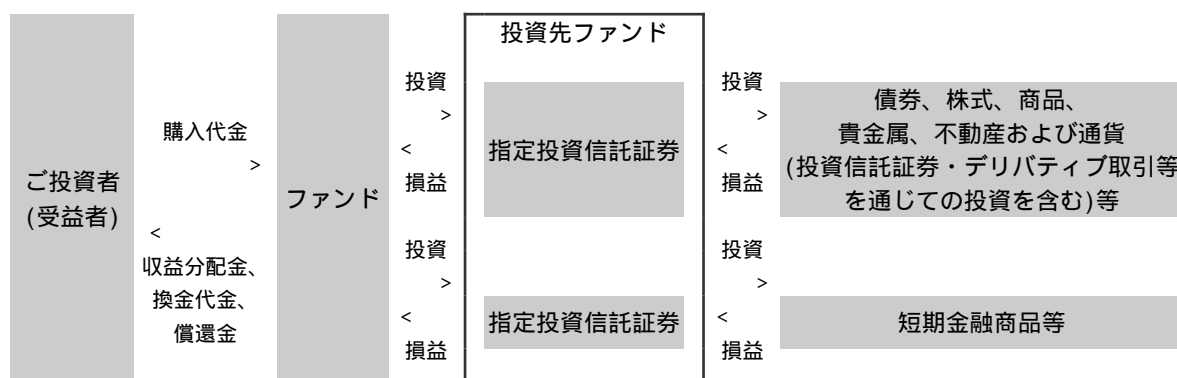 投資先ファンド
ご投資者
(受益者)
購入代金
>
<
収益分配金、
換金代金、
償還金
ファンド
投資
>
<
損益
指定投資信託証券
投資
>
<
損益
債券、株式、商品、
貴金属、不動産および通貨
(投資信託証券・デリバティブ取引等
を通じての投資を含む)等
投資
>
<
損益
指定投資信託証券
投資
>
<
損益
短期金融商品等